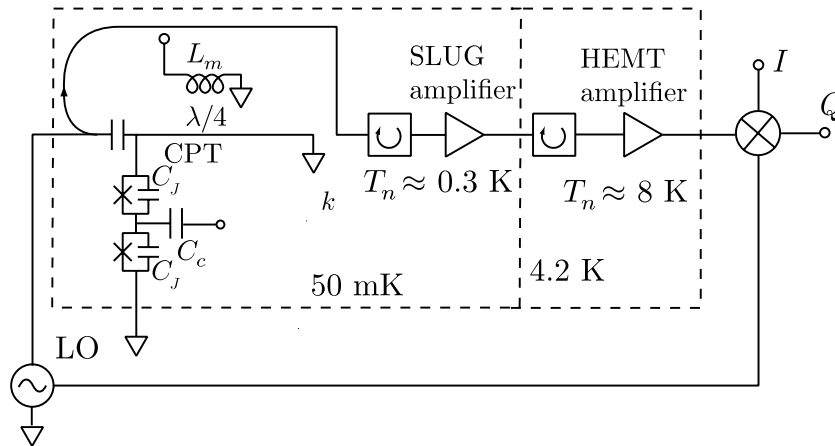 L_m
SLUG
amplifier
HEMT
amplifier
I
Q
λ/4
CPT
C_J
k
T_n ≈ 0.3 K
T_n ≈ 8 K
C_c
C_J
50 mK
4.2 K
LO